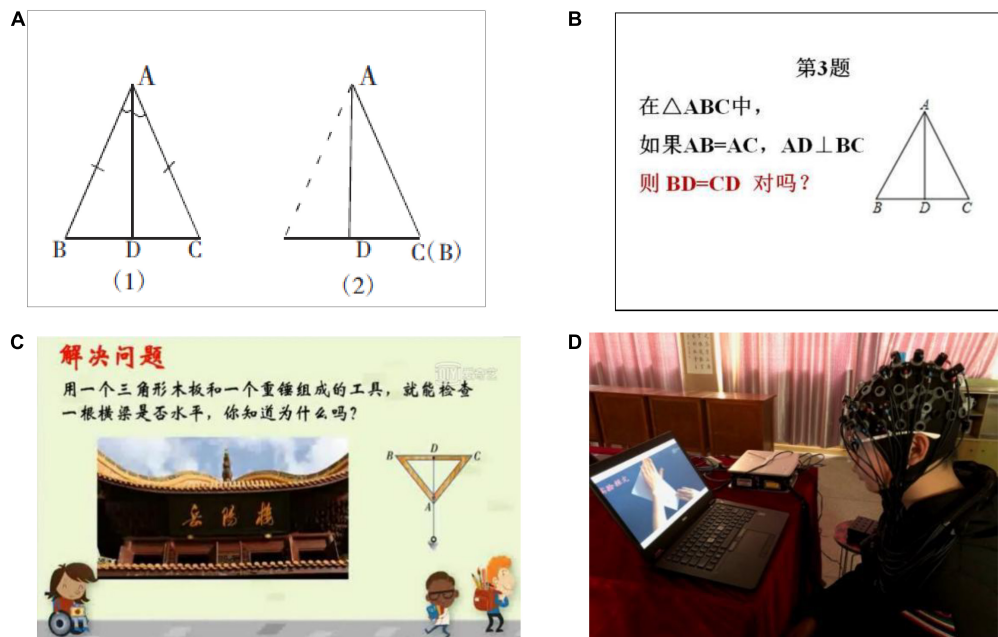 A
A
B
D
C
(1)
A
D
C(B)
(2)
B
第3题
在△ABC中，
如果AB=AC，AD⊥BC
则 BD=CD 对吗？
A
B
D
C
C
解决问题
用一个三角形木板和一个重锤组成的工具，就能检查
一根横梁是否水平，你知道为什么吗？
岳阳楼
B
D
C
A
D